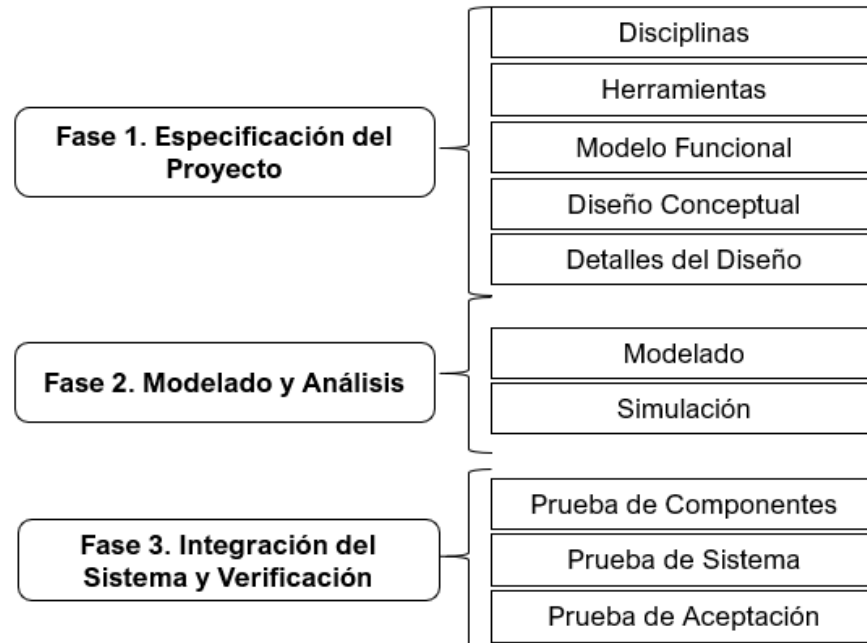 Fase 1. Especificación del
Proyecto
Disciplinas
Herramientas
Modelo Funcional
Diseño Conceptual
Detalles del Diseño
Fase 2. Modelado y Análisis
Modelado
Simulación
Fase 3. Integración del
Sistema y Verificación
Prueba de Componentes
Prueba de Sistema
Prueba de Aceptación